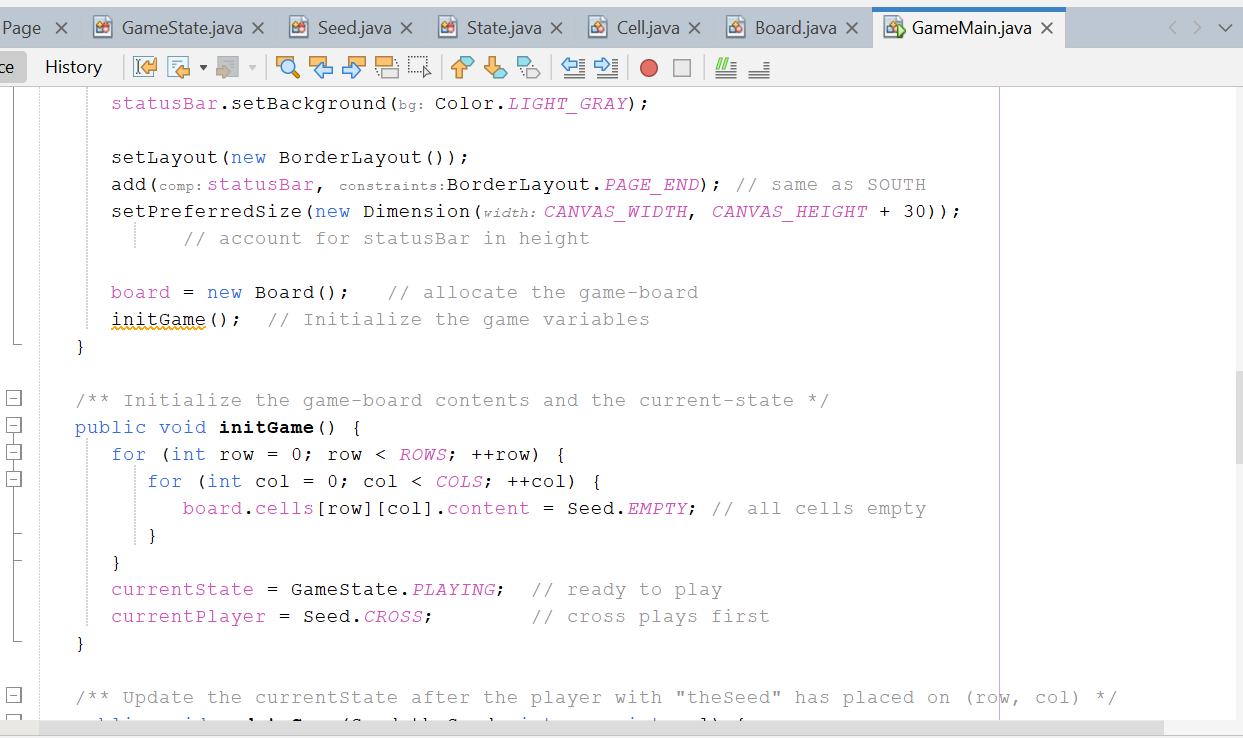 Page GameState.java Seed.java State.java Cell.java Board.java GameMain.java
ce History
statusBar.setBackground(bg: Color.LIGHT_GRAY);
setLayout(new BorderLayout());
add(comp: statusBar, constraints: BorderLayout.PAGE_END); // same as SOUTH
setPreferredSize(new Dimension(width: CANVAS_WIDTH, CANVAS_HEIGHT + 30));
// account for statusBar in height
board = new Board();   // allocate the game-board
initGame();  // Initialize the game variables
}
/** Initialize the game-board contents and the current-state */
public void initGame() {
for (int row = 0; row < ROWS; ++row) {
for (int col = 0; col < COLS; ++col) {
board.cells[row][col].content = Seed.EMPTY; // all cells empty
}
}
currentState = GameState.PLAYING;  // ready to play
currentPlayer = Seed.CROSS;        // cross plays first
}
/** Update the currentState after the player with "theSeed" has placed on (row, col) */